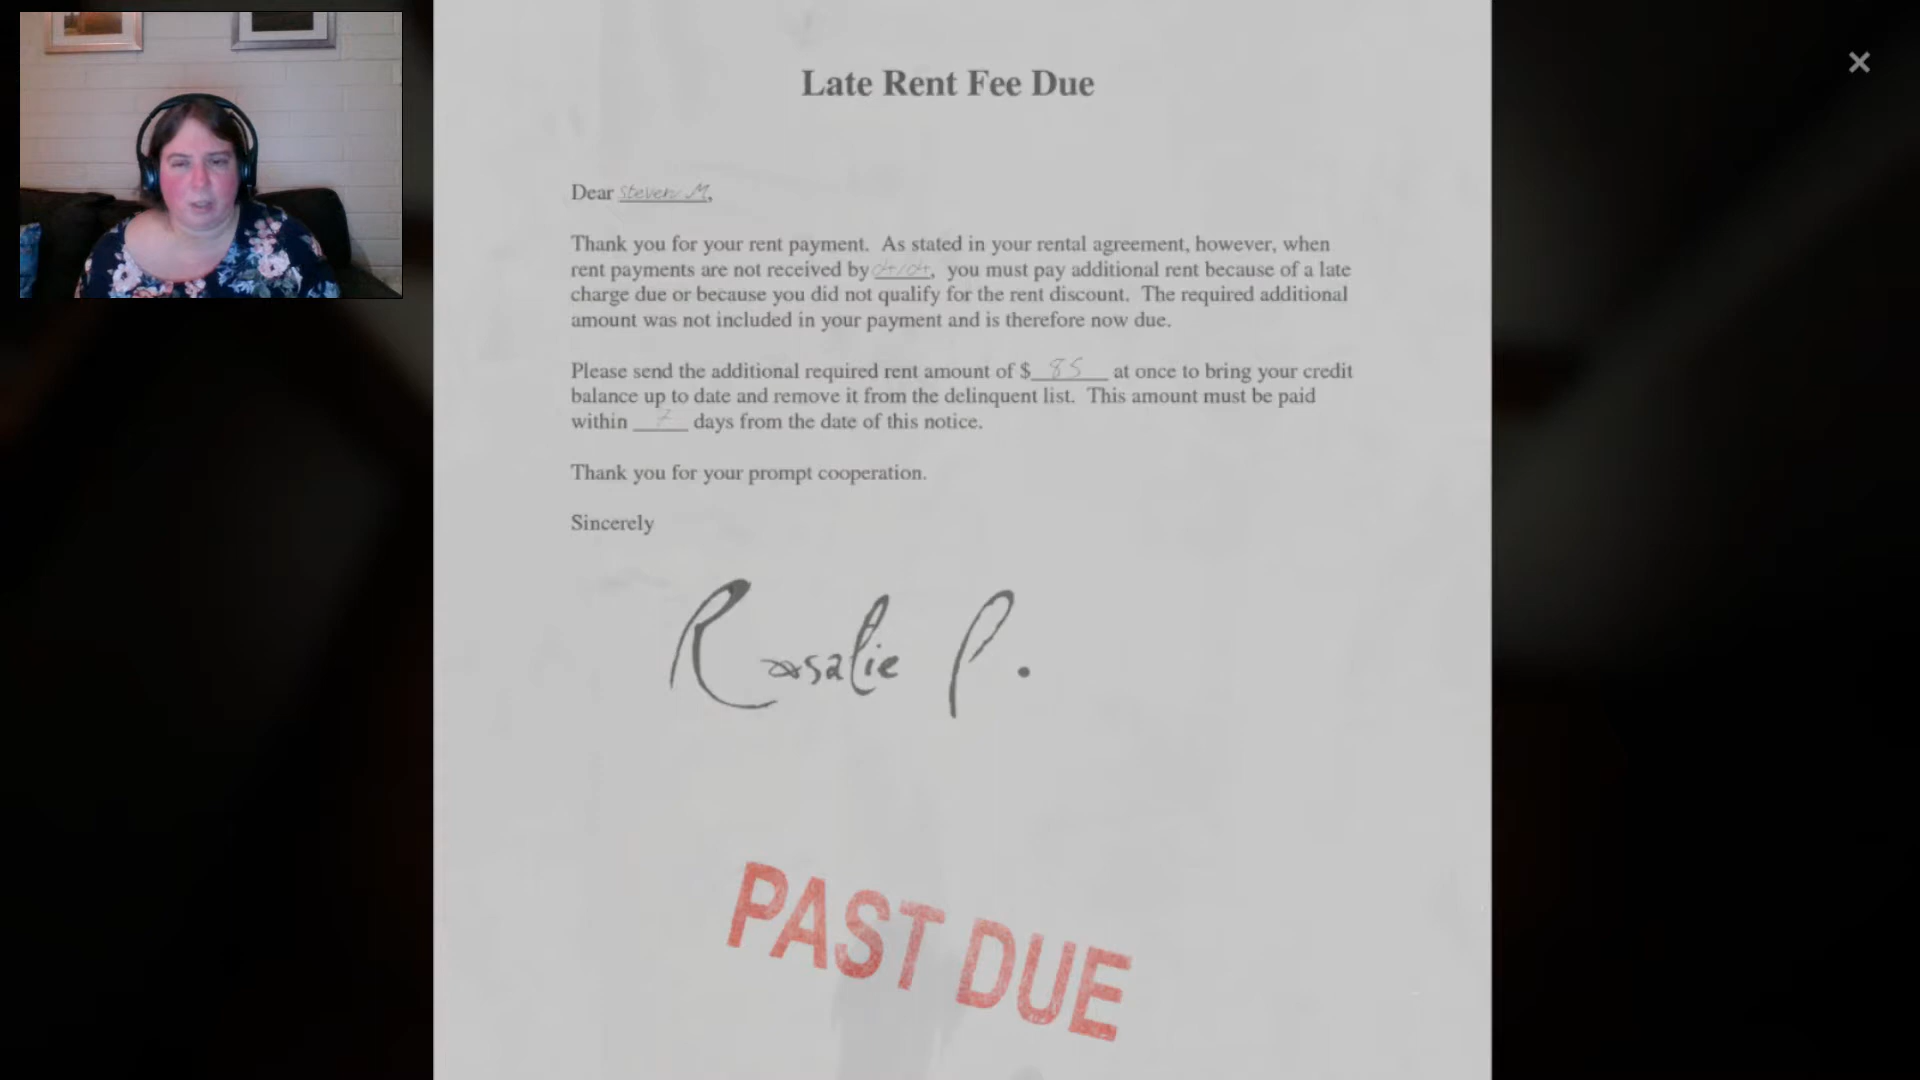 Late Rent Fee Due
Dear Steven M,
Thank you for your rent payment. As stated in your rental agreement, however, when
rent payments are not received by 04/04, you must pay additional rent because of a late
charge due or because you did not qualify for the rent discount. The required additional
amount was not included in your payment and is therefore now due.
Please send the additional required rent amount of $ 85 at once to bring your credit
balance up to date and remove it from the delinquent list. This amount must be paid
within 7 days from the date of this notice.
Thank you for your prompt cooperation.
Sincerely
Rosalie P.
PAST DUE